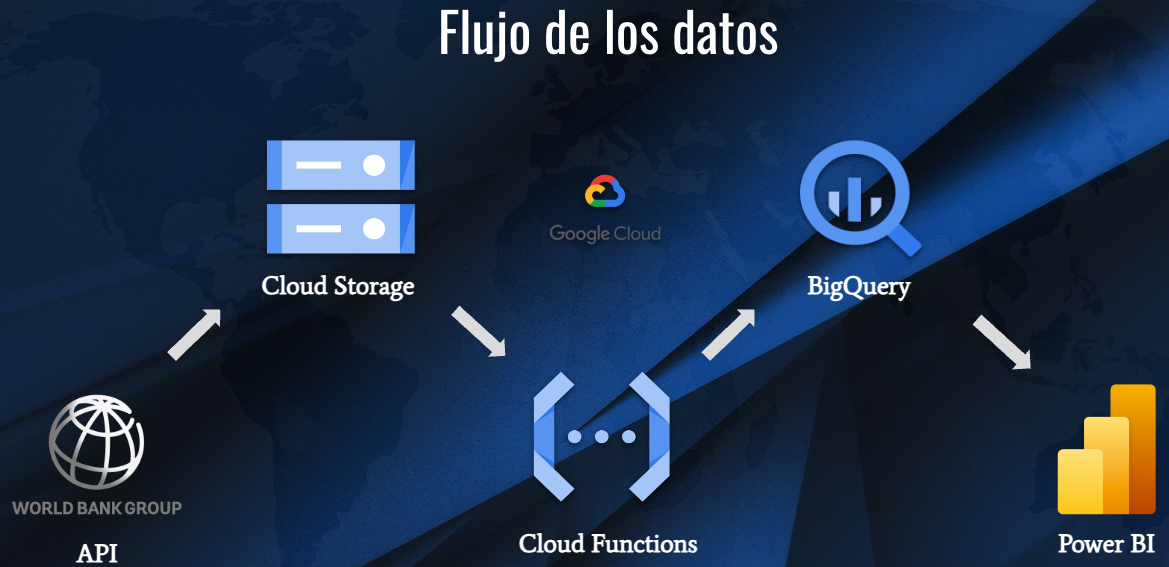 Flujo de los datos
Google Cloud
Cloud Storage
BigQuery
WORLD BANK GROUP
API
Cloud Functions
Power BI